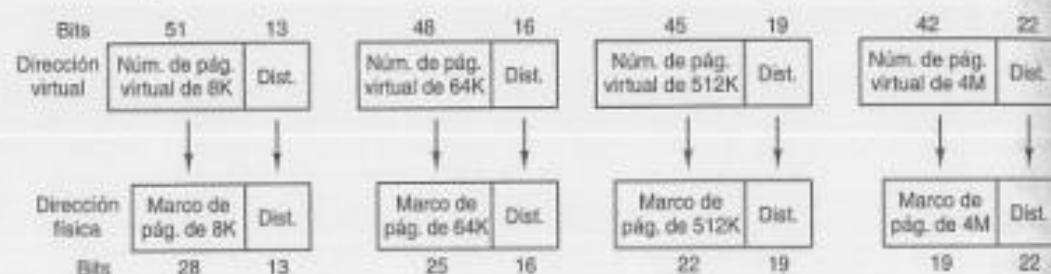 Bits 51 13 48 16 45 19 42 22
Dirección virtual
Núm. de pág. virtual de 8K
Dist.
Núm. de pág. virtual de 64K
Dist.
Núm. de pág. virtual de 512K
Dist.
Núm. de pág. virtual de 4M
Dist.
Dirección física
Marco de pág. de 8K
Dist.
Marco de pág. de 64K
Dist.
Marco de pág. de 512K
Dist.
Marco de pág. de 4M
Dist.
Bits 28 13 25 16 22 19 19 22